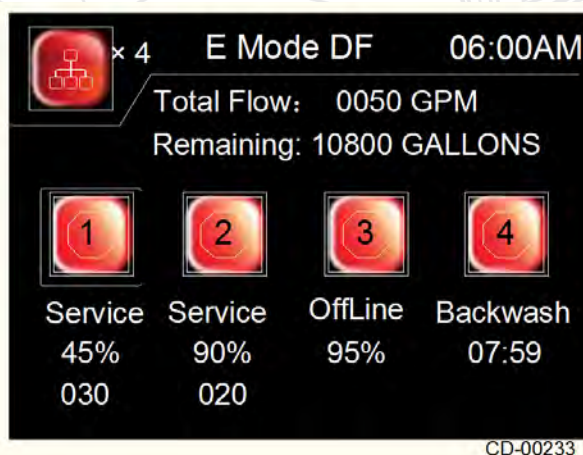 × 4 E Mode DF 06:00AM
Total Flow: 0050 GPM
Remaining: 10800 GALLONS
1 2 3 4
Service Service OffLine Backwash
45% 90% 95% 07:59
030 020
CD-00233